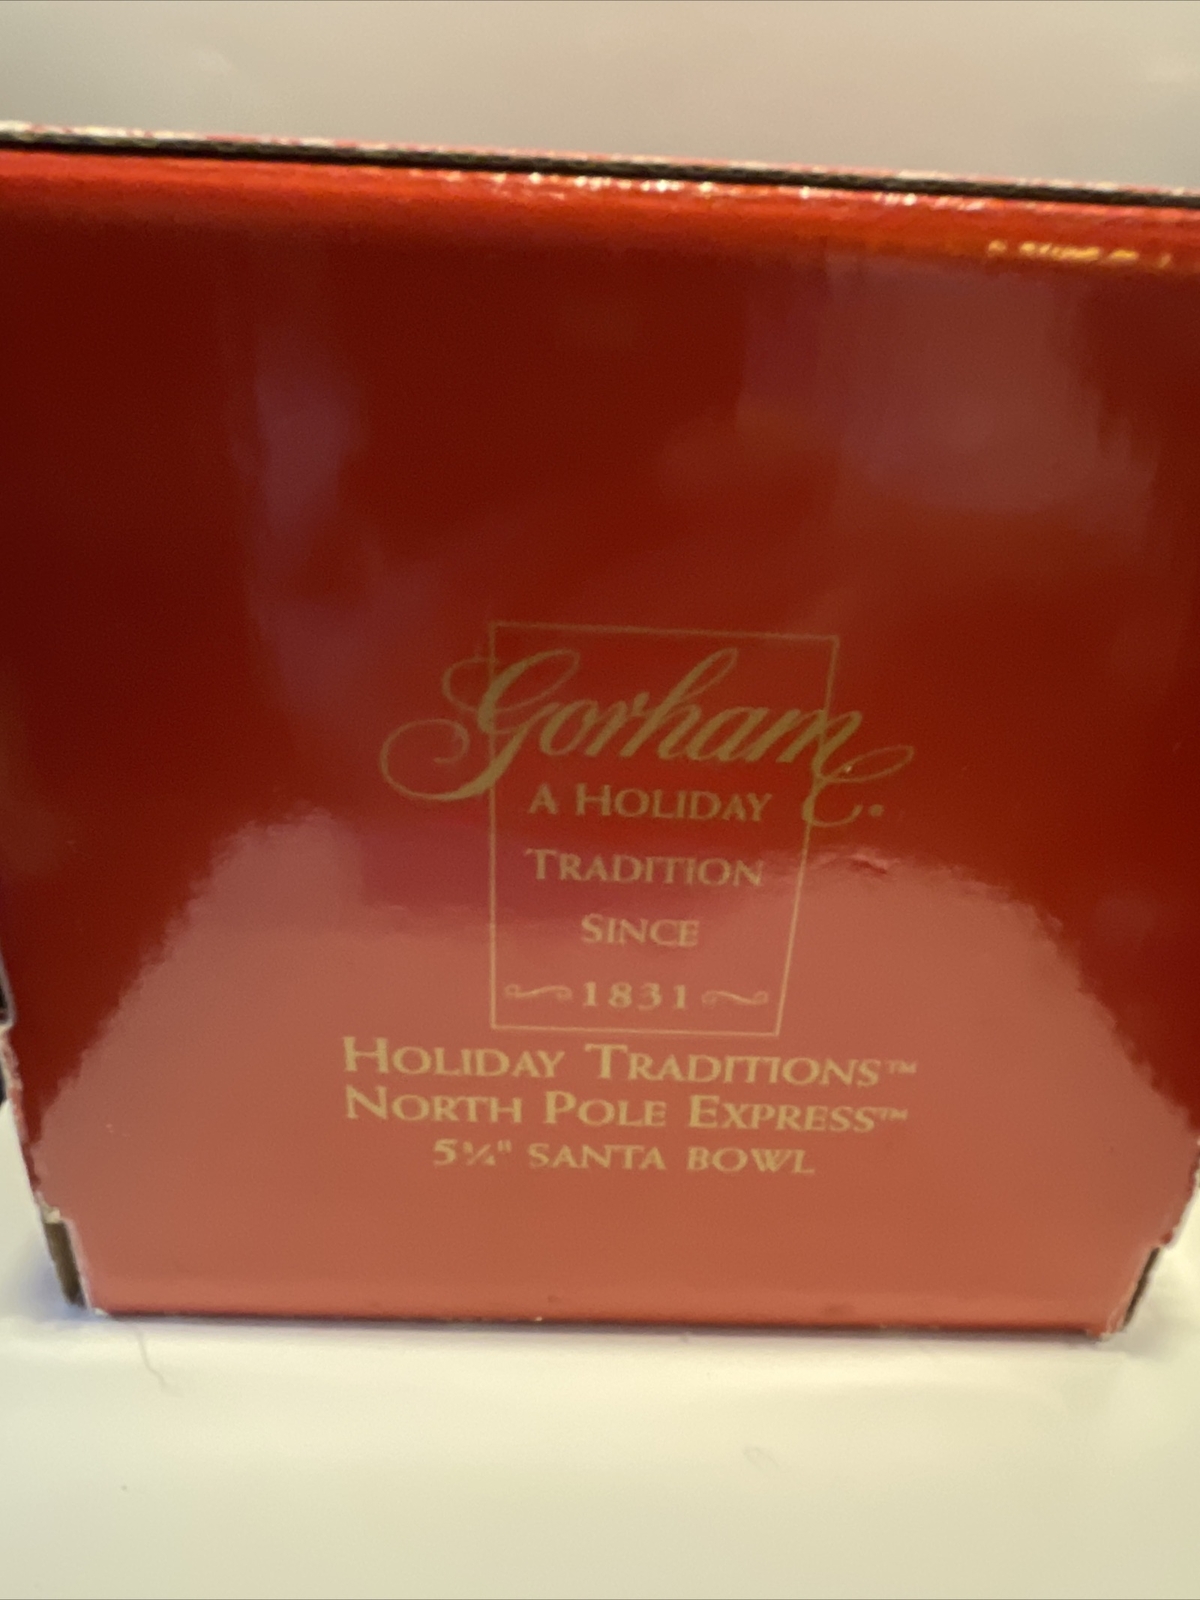 Gorham C.
A HOLIDAY
TRADITION
SINCE
1831
HOLIDAY TRADITIONS™
NORTH POLE EXPRESS™
5¼" SANTA BOWL